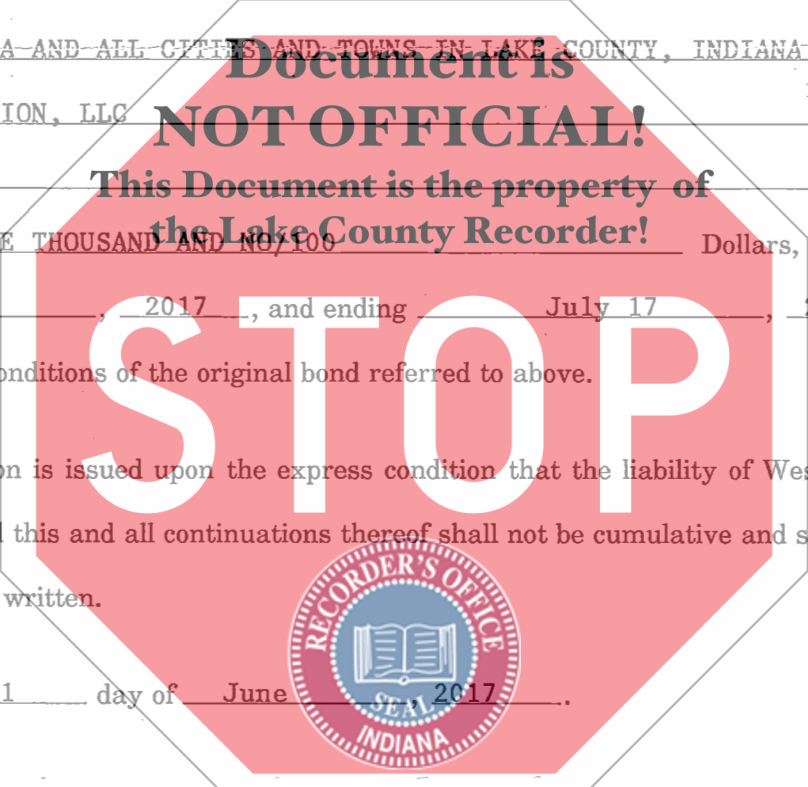 A AND ALL CITIES AND TOWNS IN LAKE COUNTY, INDIANA
Document is
ION, LLC
NOT OFFICIAL!
This Document is the property of
the Lake County Recorder!
E THOUSAND AND NO/100 Dollars,
, 2017 , and ending July 17 ,
STOP
onditions of the original bond referred to above.
on is issued upon the express condition that the liability of Wes
l this and all continuations thereof shall not be cumulative and s
written.
RECORDER'S OFFICE
1 day of June , 2017 .
SEAL
INDIANA